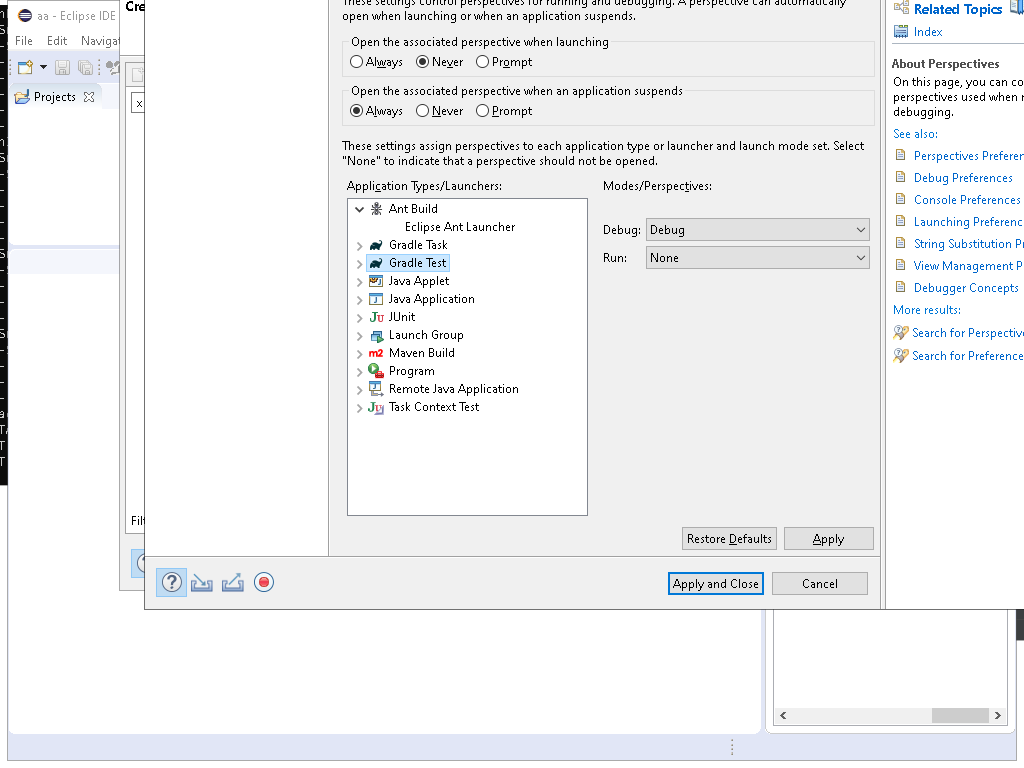 aa - Eclipse IDE
File Edit Navigat
Projects
Cre
x
Filt
These settings control perspectives for running and debugging. A perspective can automatically
open when launching or when an application suspends.
Open the associated perspective when launching
Always Never Prompt
Open the associated perspective when an application suspends
Always Never Prompt
These settings assign perspectives to each application type or launcher and launch mode set. Select
"None" to indicate that a perspective should not be opened.
Application Types/Launchers:
Ant Build
Eclipse Ant Launcher
Gradle Task
Gradle Test
Java Applet
Java Application
JUnit
Launch Group
m2 Maven Build
Program
Remote Java Application
Task Context Test
Modes/Perspectives:
Debug: Debug
Run: None
Restore Defaults Apply
Apply and Close Cancel
Related Topics
Index
About Perspectives
On this page, you can co
perspectives used when r
debugging.
See also:
Perspectives Preferen
Debug Preferences
Console Preferences
Launching Preferenc
String Substitution Pr
View Management P
Debugger Concepts
More results:
Search for Perspective
Search for Preference